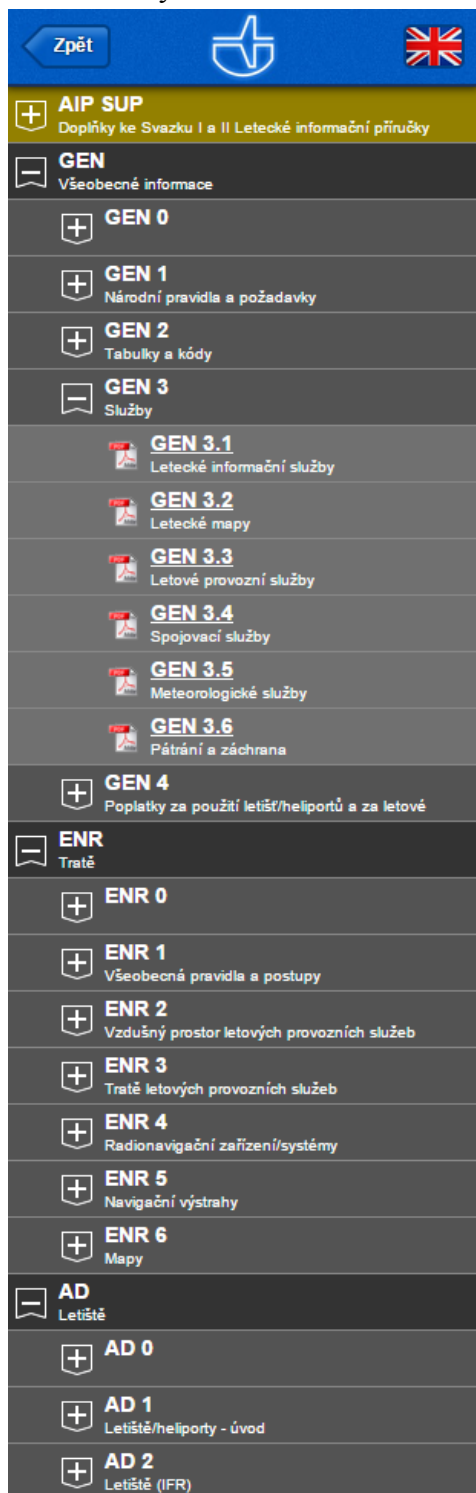 Zpět
AIP SUP
Doplňky ke Svazku I a II Letecké informační příručky
GEN
Všeobecné informace
GEN 0
GEN 1
Národní pravidla a požadavky
GEN 2
Tabulky a kódy
GEN 3
Služby
GEN 3.1
Letecké informační služby
GEN 3.2
Letecké mapy
GEN 3.3
Letové provozní služby
GEN 3.4
Spojovací služby
GEN 3.5
Meteorologické služby
GEN 3.6
Pátrání a záchrana
GEN 4
Poplatky za použití letišť/heliportů a za letové
ENR
Tratě
ENR 0
ENR 1
Všeobecná pravidla a postupy
ENR 2
Vzdušný prostor letových provozních služeb
ENR 3
Tratě letových provozních služeb
ENR 4
Radionavigační zařízení/systémy
ENR 5
Navigační výstrahy
ENR 6
Mapy
AD
Letiště
AD 0
AD 1
Letiště/heliporty - úvod
AD 2
Letiště (IFR)